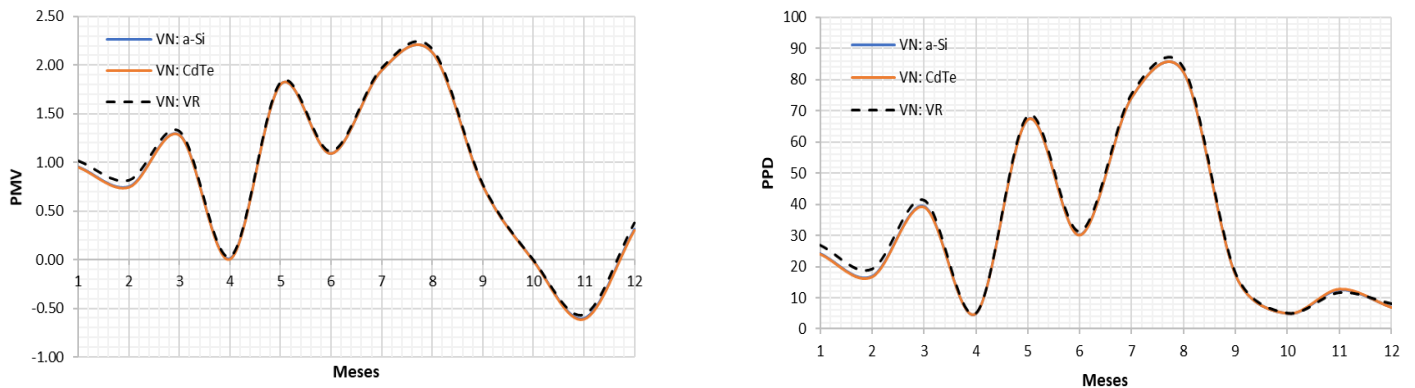 2.50
2.00
1.50
1.00
0.50
0.00
-0.50
-1.00
PMV
VN: a-Si
VN: CdTe
VN: VR
1 2 3 4 5 6 7 8 9 10 11 12
Meses
100
90
80
70
60
50
40
30
20
10
0
PPD
VN: a-Si
VN: CdTe
VN: VR
1 2 3 4 5 6 7 8 9 10 11 12
Meses